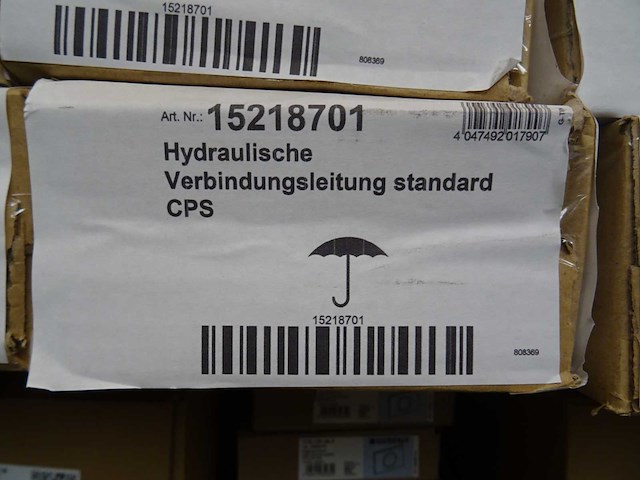 15218701
808369
Art. Nr.: 15218701
4 047492 017907
Hydraulische
Verbindungsleitung standard
CPS
15218701
808369